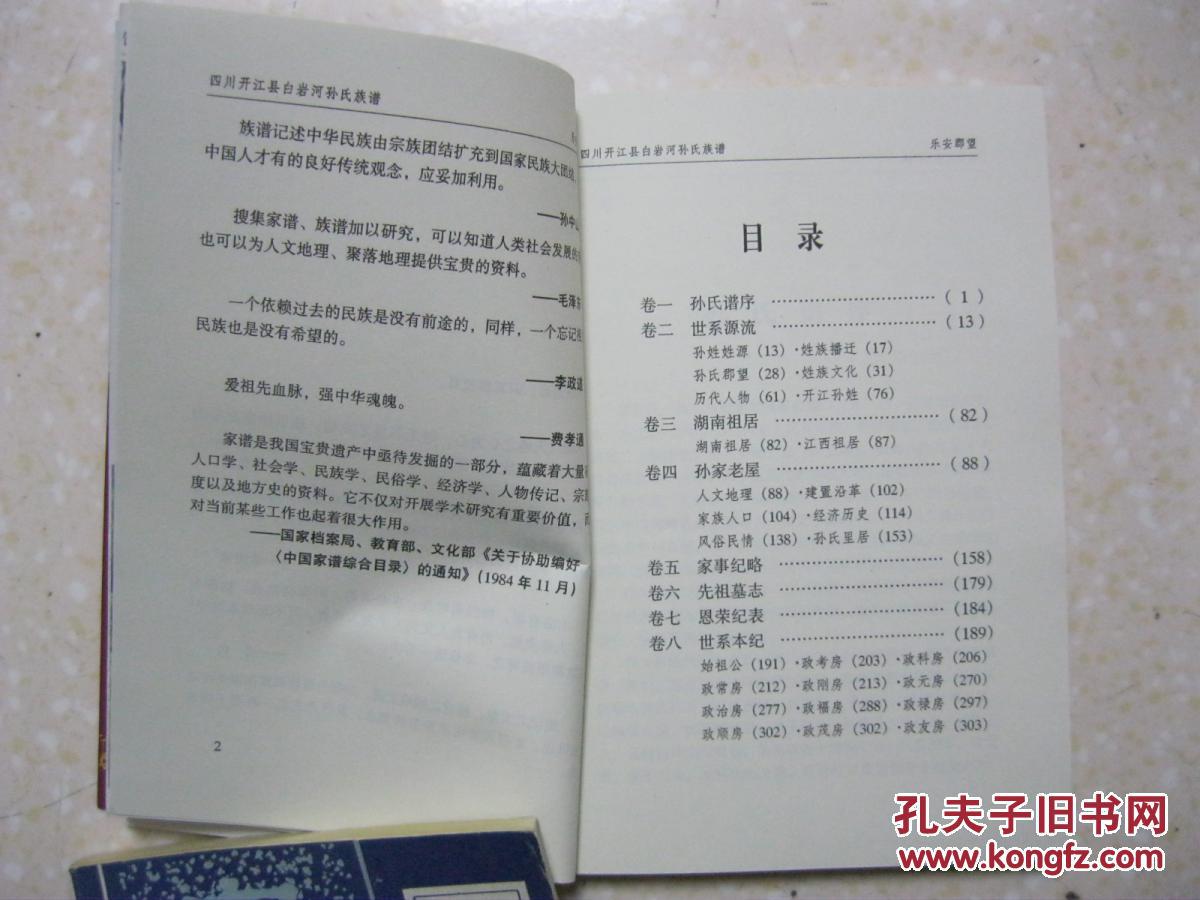 四川开江县白岩河孙氏族谱
族谱记述中华民族由宗族团结扩充到国家民族大团结,
中国人才有的良好传统观念，应妥加利用。
——孙中山
搜集家谱、族谱加以研究，可以知道人类社会发展的
也可以为人文地理、聚落地理提供宝贵的资料。
——毛泽东
一个依赖过去的民族是没有前途的，同样，一个忘记
民族也是没有希望的。
——李政道
爱祖先血脉，强中华魂魄。
——费孝通
家谱是我国宝贵遗产中亟待发掘的一部分，蕴藏着大量
人口学、社会学、民族学、民俗学、经济学、人物传记、宗
度以及地方史的资料。它不仅对开展学术研究有重要价值，而
对当前某些工作也起着很大作用。
——国家档案局、教育部、文化部《关于协助编好
〈中国家谱综合目录〉的通知》(1984年11月)
2
四川开江县白岩河孙氏族谱 乐安郡望
目 录
卷一 孙氏谱序 ………………………… (1)
卷二 世系源流 ………………………… (13)
孙姓姓源 (13)·姓族播迁 (17)
孙氏郡望 (28)·姓族文化 (31)
历代人物 (61)·开江孙姓 (76)
卷三 湖南祖居 ………………………… (82)
湖南祖居 (82)·江西祖居 (87)
卷四 孙家老屋 ………………………… (88)
人文地理 (88)·建置沿革 (102)
家族人口 (104)·经济历史 (114)
风俗民情 (138)·孙氏里居 (153)
卷五 家事纪略 ………………………… (158)
卷六 先祖墓志 ………………………… (179)
卷七 恩荣纪表 ………………………… (184)
卷八 世系本纪 ………………………… (189)
始祖公 (191)·政考房 (203)·政科房 (206)
政常房 (212)·政刚房 (213)·政元房 (270)
政治房 (277)·政福房 (288)·政禄房 (297)
政顺房 (302)·政茂房 (302)·政友房 (303)
孔夫子旧书网
www.kongfz.com